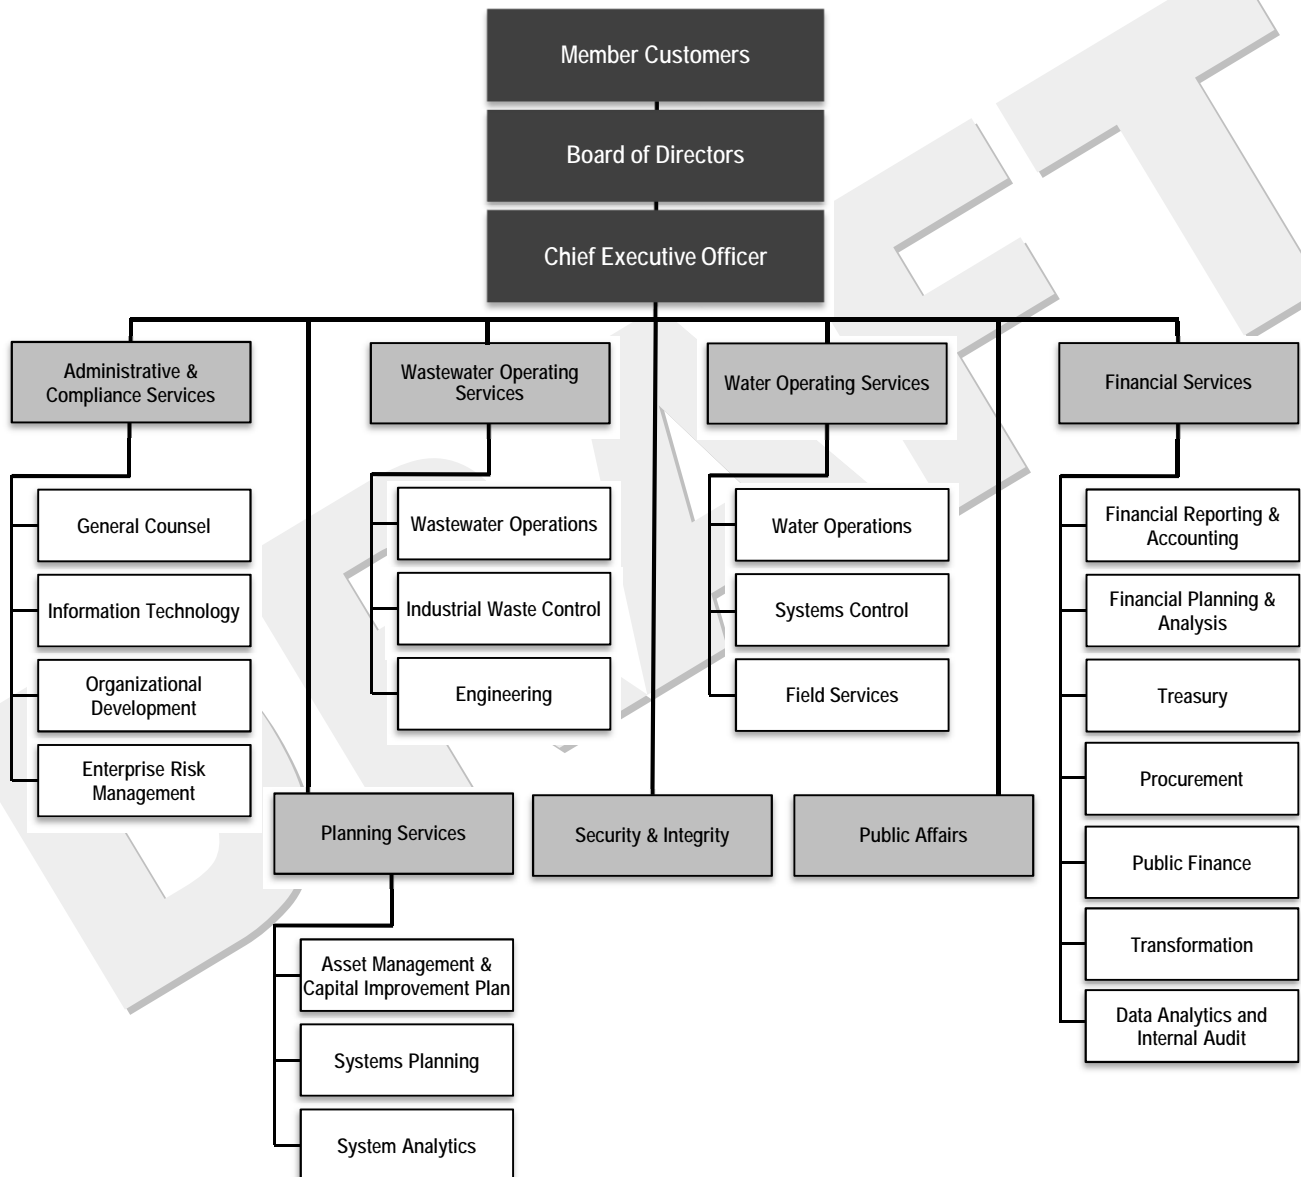 Member Customers
Board of Directors
Chief Executive Officer
Administrative &
Compliance Services
Wastewater Operating
Services
Water Operating Services
Financial Services
General Counsel
Information Technology
Organizational
Development
Enterprise Risk
Management
Wastewater Operations
Industrial Waste Control
Engineering
Water Operations
Systems Control
Field Services
Financial Reporting &
Accounting
Financial Planning &
Analysis
Treasury
Procurement
Public Finance
Transformation
Data Analytics and
Internal Audit
Planning Services
Security & Integrity
Public Affairs
Asset Management &
Capital Improvement Plan
Systems Planning
System Analytics
DRAFT